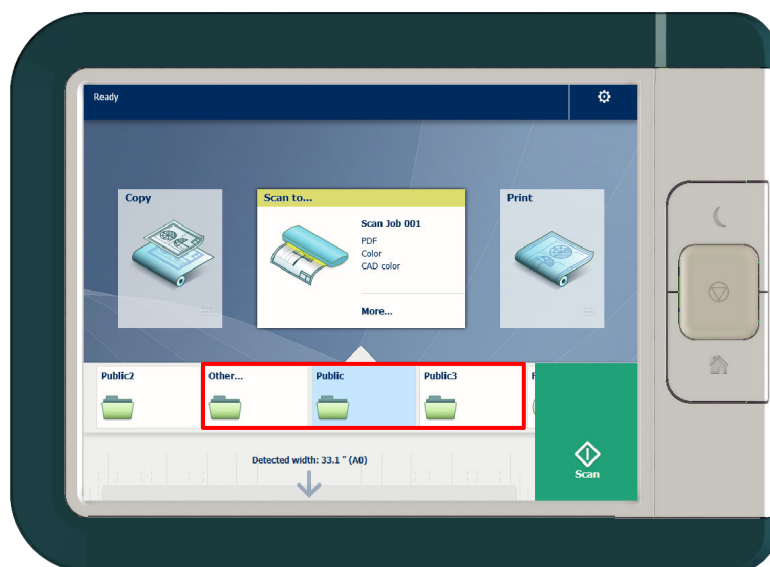 Ready
Copy
Scan to...
Print
Scan Job 001
PDF
Color
CAD color
More...
Public2
Other...
Public
Public3
Detected width: 33.1 " (A0)
Scan